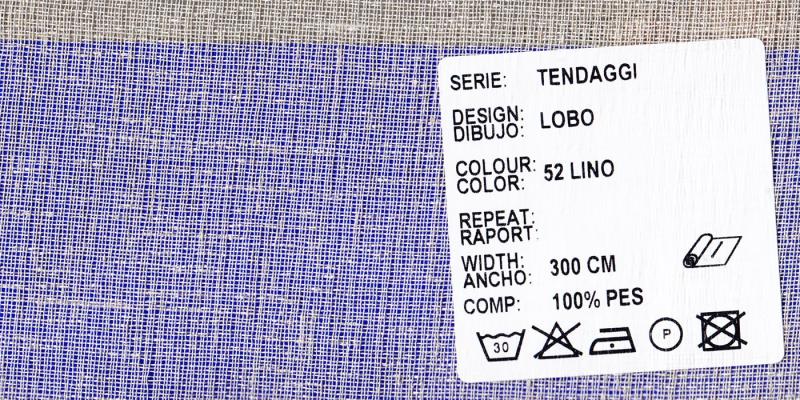 SERIE: TENDAGGI
DESIGN:
DIBUJO: LOBO
COLOUR:
COLOR: 52 LINO
REPEAT:
RAPORT:
WIDTH:
ANCHO: 300 CM
COMP: 100% PES
30
P